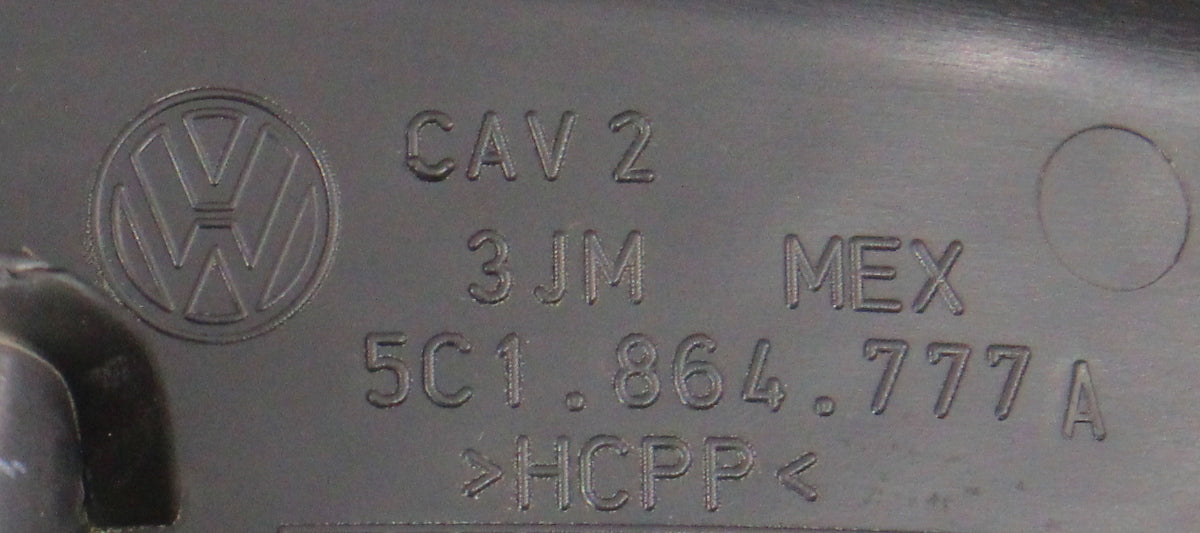 CAV 2
3JM MEX
5C1.864.777 A
>HCPP<